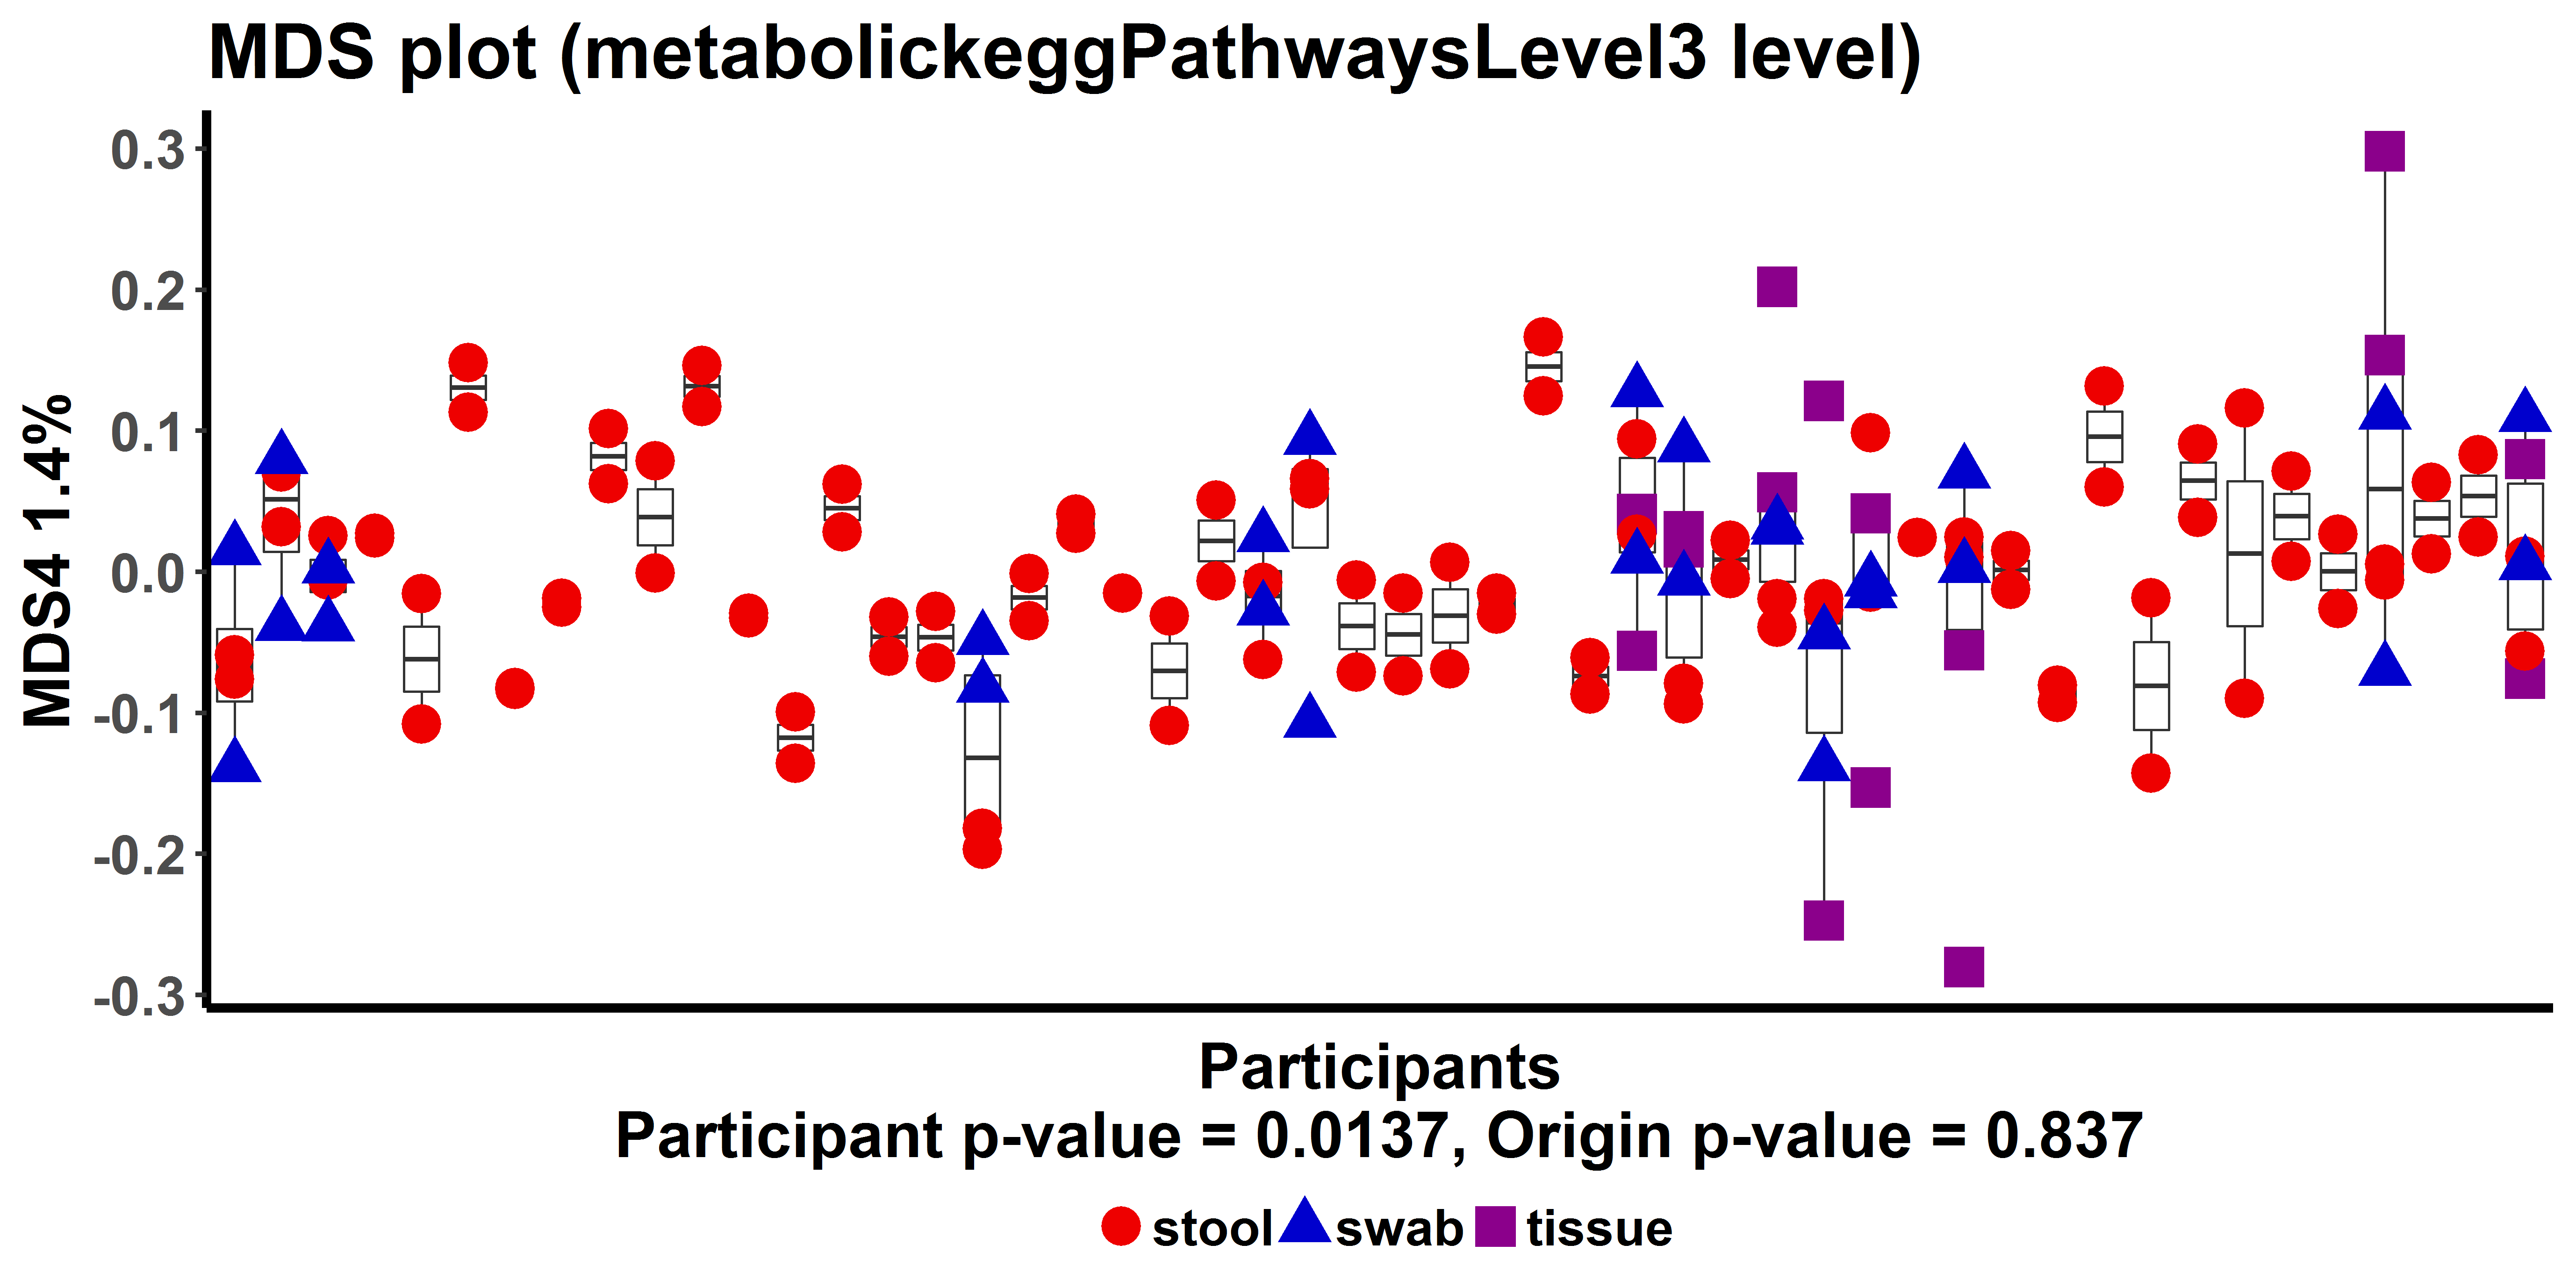 MDS plot (metabolickeggPathwaysLevel3 level)
MDS4 1.4%
0.3
0.2
0.1
0.0
-0.1
-0.2
-0.3
Participants
Participant p-value = 0.0137, Origin p-value = 0.837
stool swab tissue